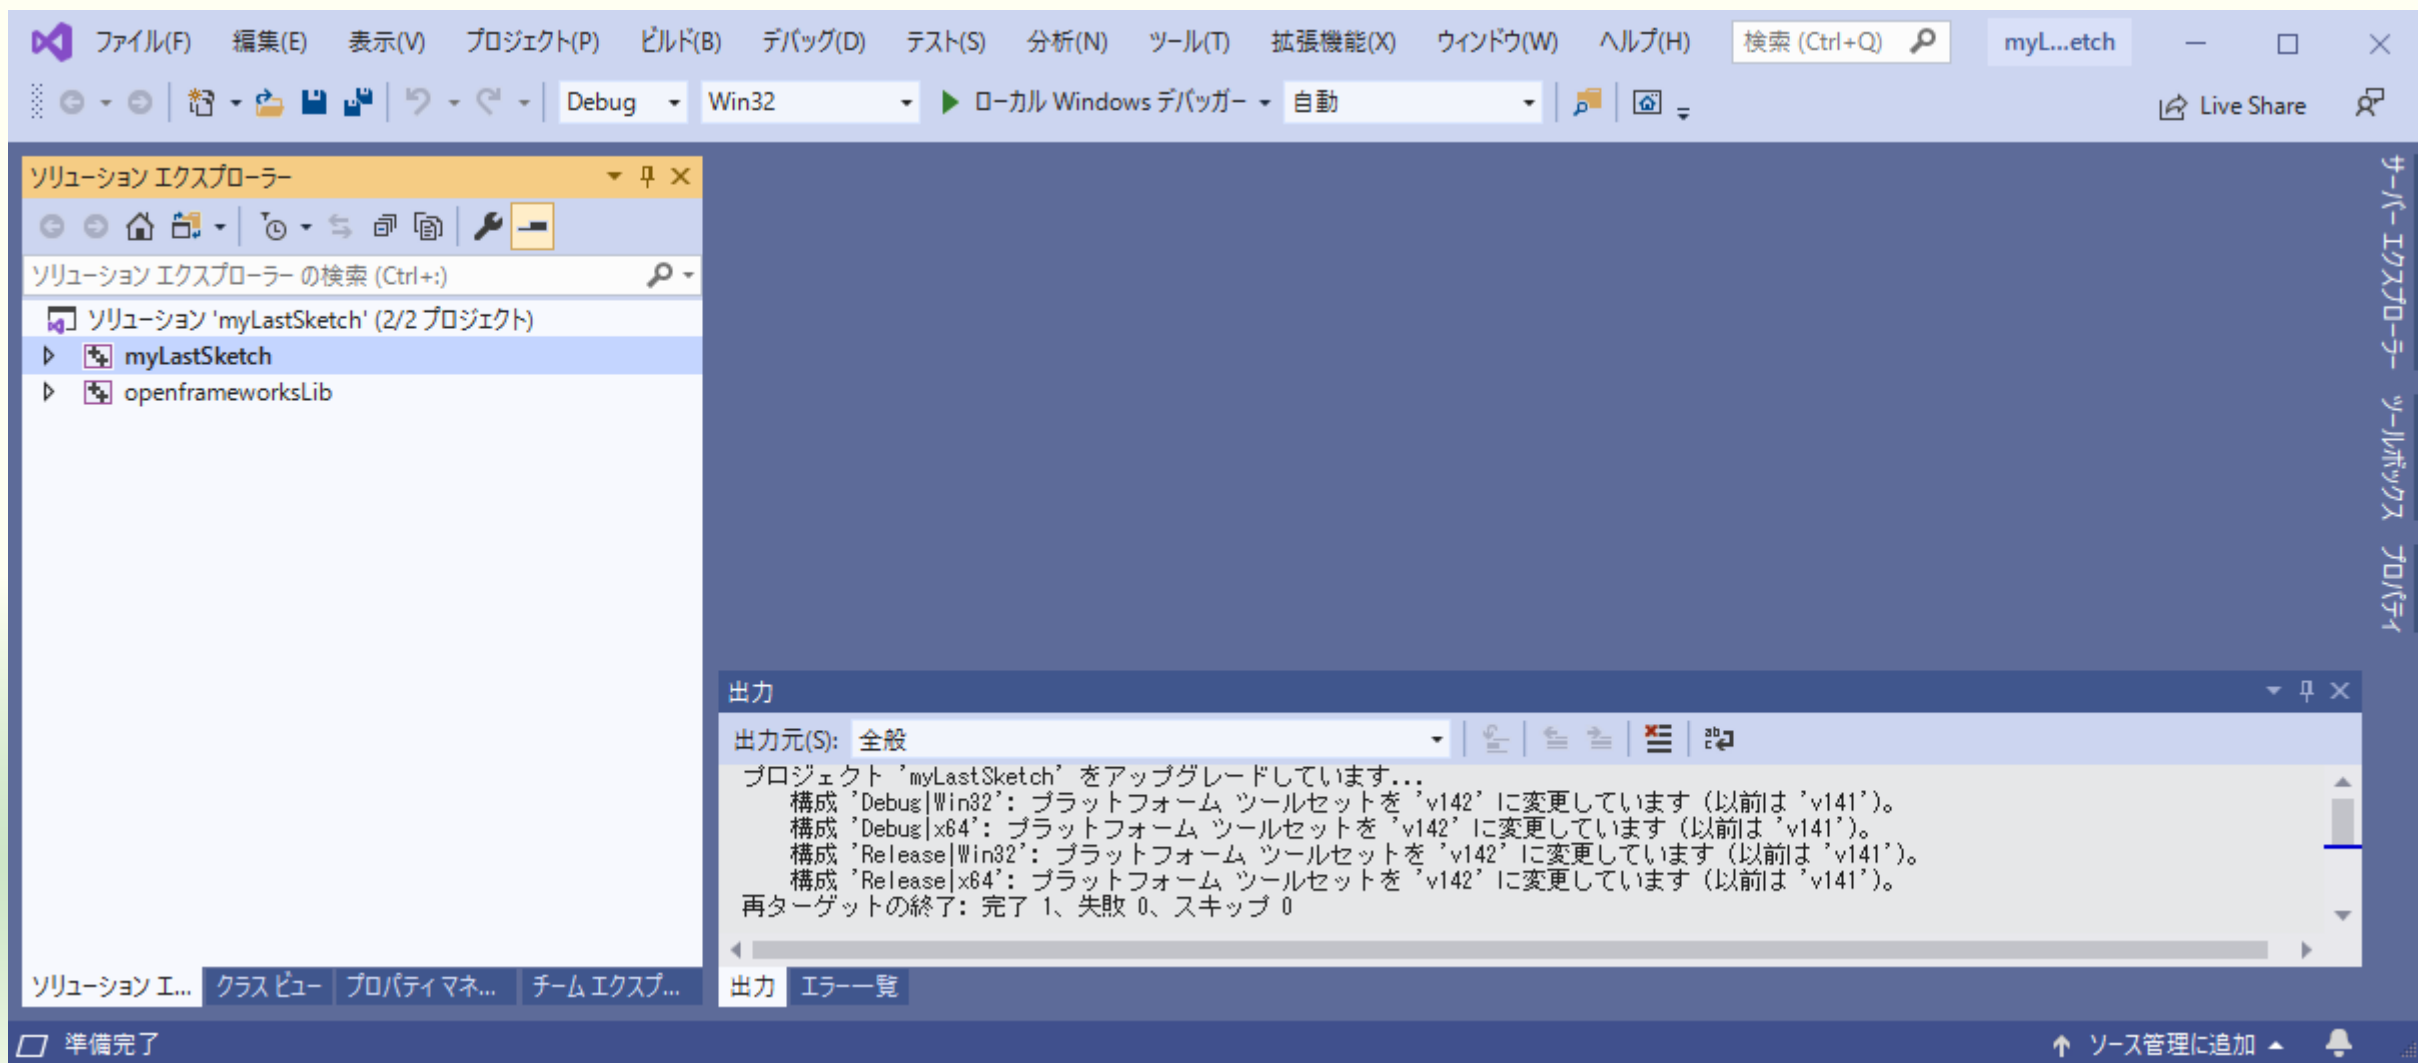 ファイル(F) 編集(E) 表示(V) プロジェクト(P) ビルド(B) デバッグ(D) テスト(S) 分析(N) ツール(T) 拡張機能(X) ウィンドウ(W) ヘルプ(H) 検索 (Ctrl+Q) myL...etch
Debug Win32 ローカル Windows デバッガー 自動 Live Share
ソリューション エクスプローラー
ソリューション エクスプローラー の検索 (Ctrl+:)
ソリューション 'myLastSketch' (2/2 プロジェクト)
myLastSketch
openframeworksLib
ソリューション エ... クラス ビュー プロパティ マネ... チーム エクスプ...
出力
出力元(S): 全般
プロジェクト 'myLastSketch' をアップグレードしています...
構成 'Debug|Win32': プラットフォーム ツールセットを 'v142' に変更しています (以前は 'v141')。
構成 'Debug|x64': プラットフォーム ツールセットを 'v142' に変更しています (以前は 'v141')。
構成 'Release|Win32': プラットフォーム ツールセットを 'v142' に変更しています (以前は 'v141')。
構成 'Release|x64': プラットフォーム ツールセットを 'v142' に変更しています (以前は 'v141')。
再ターゲットの終了: 完了 1、失敗 0、スキップ 0
出力 エラー一覧
サーバー エクスプローラー
ツールボックス
プロパティ
準備完了 ソース管理に追加